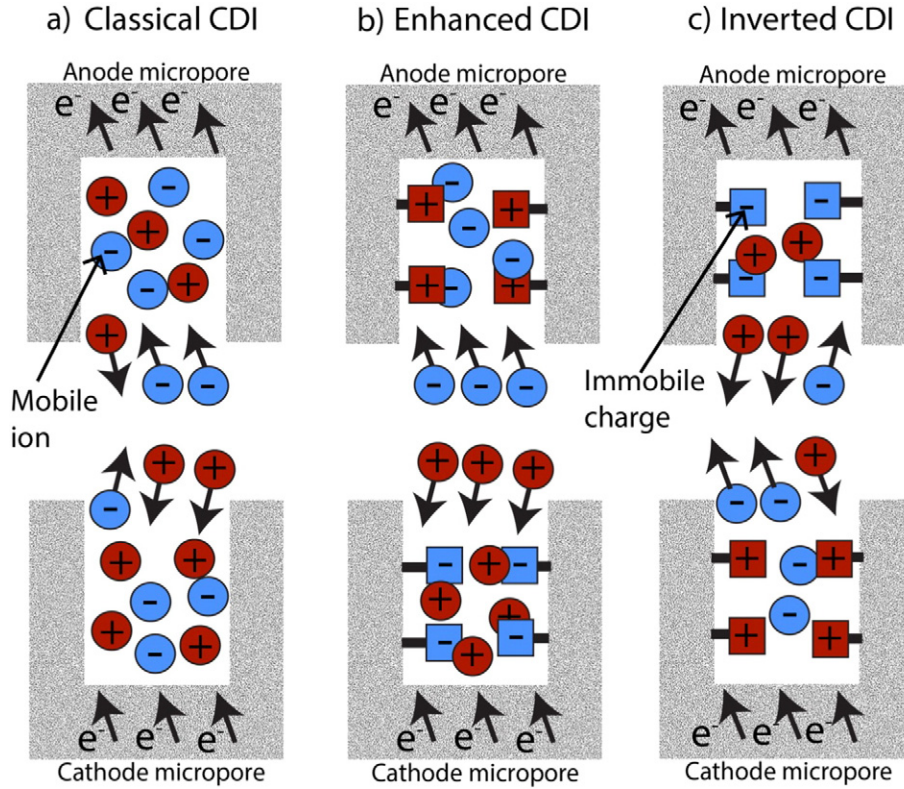 a) Classical CDI
b) Enhanced CDI
c) Inverted CDI
Anode micropore
Anode micropore
Anode micropore
e⁻ e⁻ e⁻
e⁻ e⁻ e⁻
e⁻ e⁻ e⁻
- + + - - - +
+ - -
- + - + - - + -
- - -
- - + + - -
+ + -
Mobile
ion
Immobile
charge
- + +
+ + +
- - +
+ + - - + - +
- + - + + - + -
+ - + - + +
e⁻ e⁻ e⁻
e⁻ e⁻ e⁻
e⁻ e⁻ e⁻
Cathode micropore
Cathode micropore
Cathode micropore